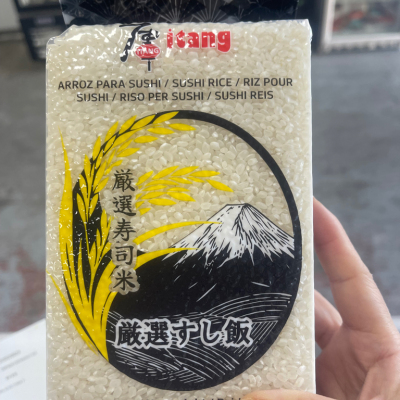 itang
ARROZ PARA SUSHI / SUSHI RICE / RIZ POUR
SUSHI / RISO PER SUSHI / SUSHI REIS
厳選寿司米
厳選すし飯